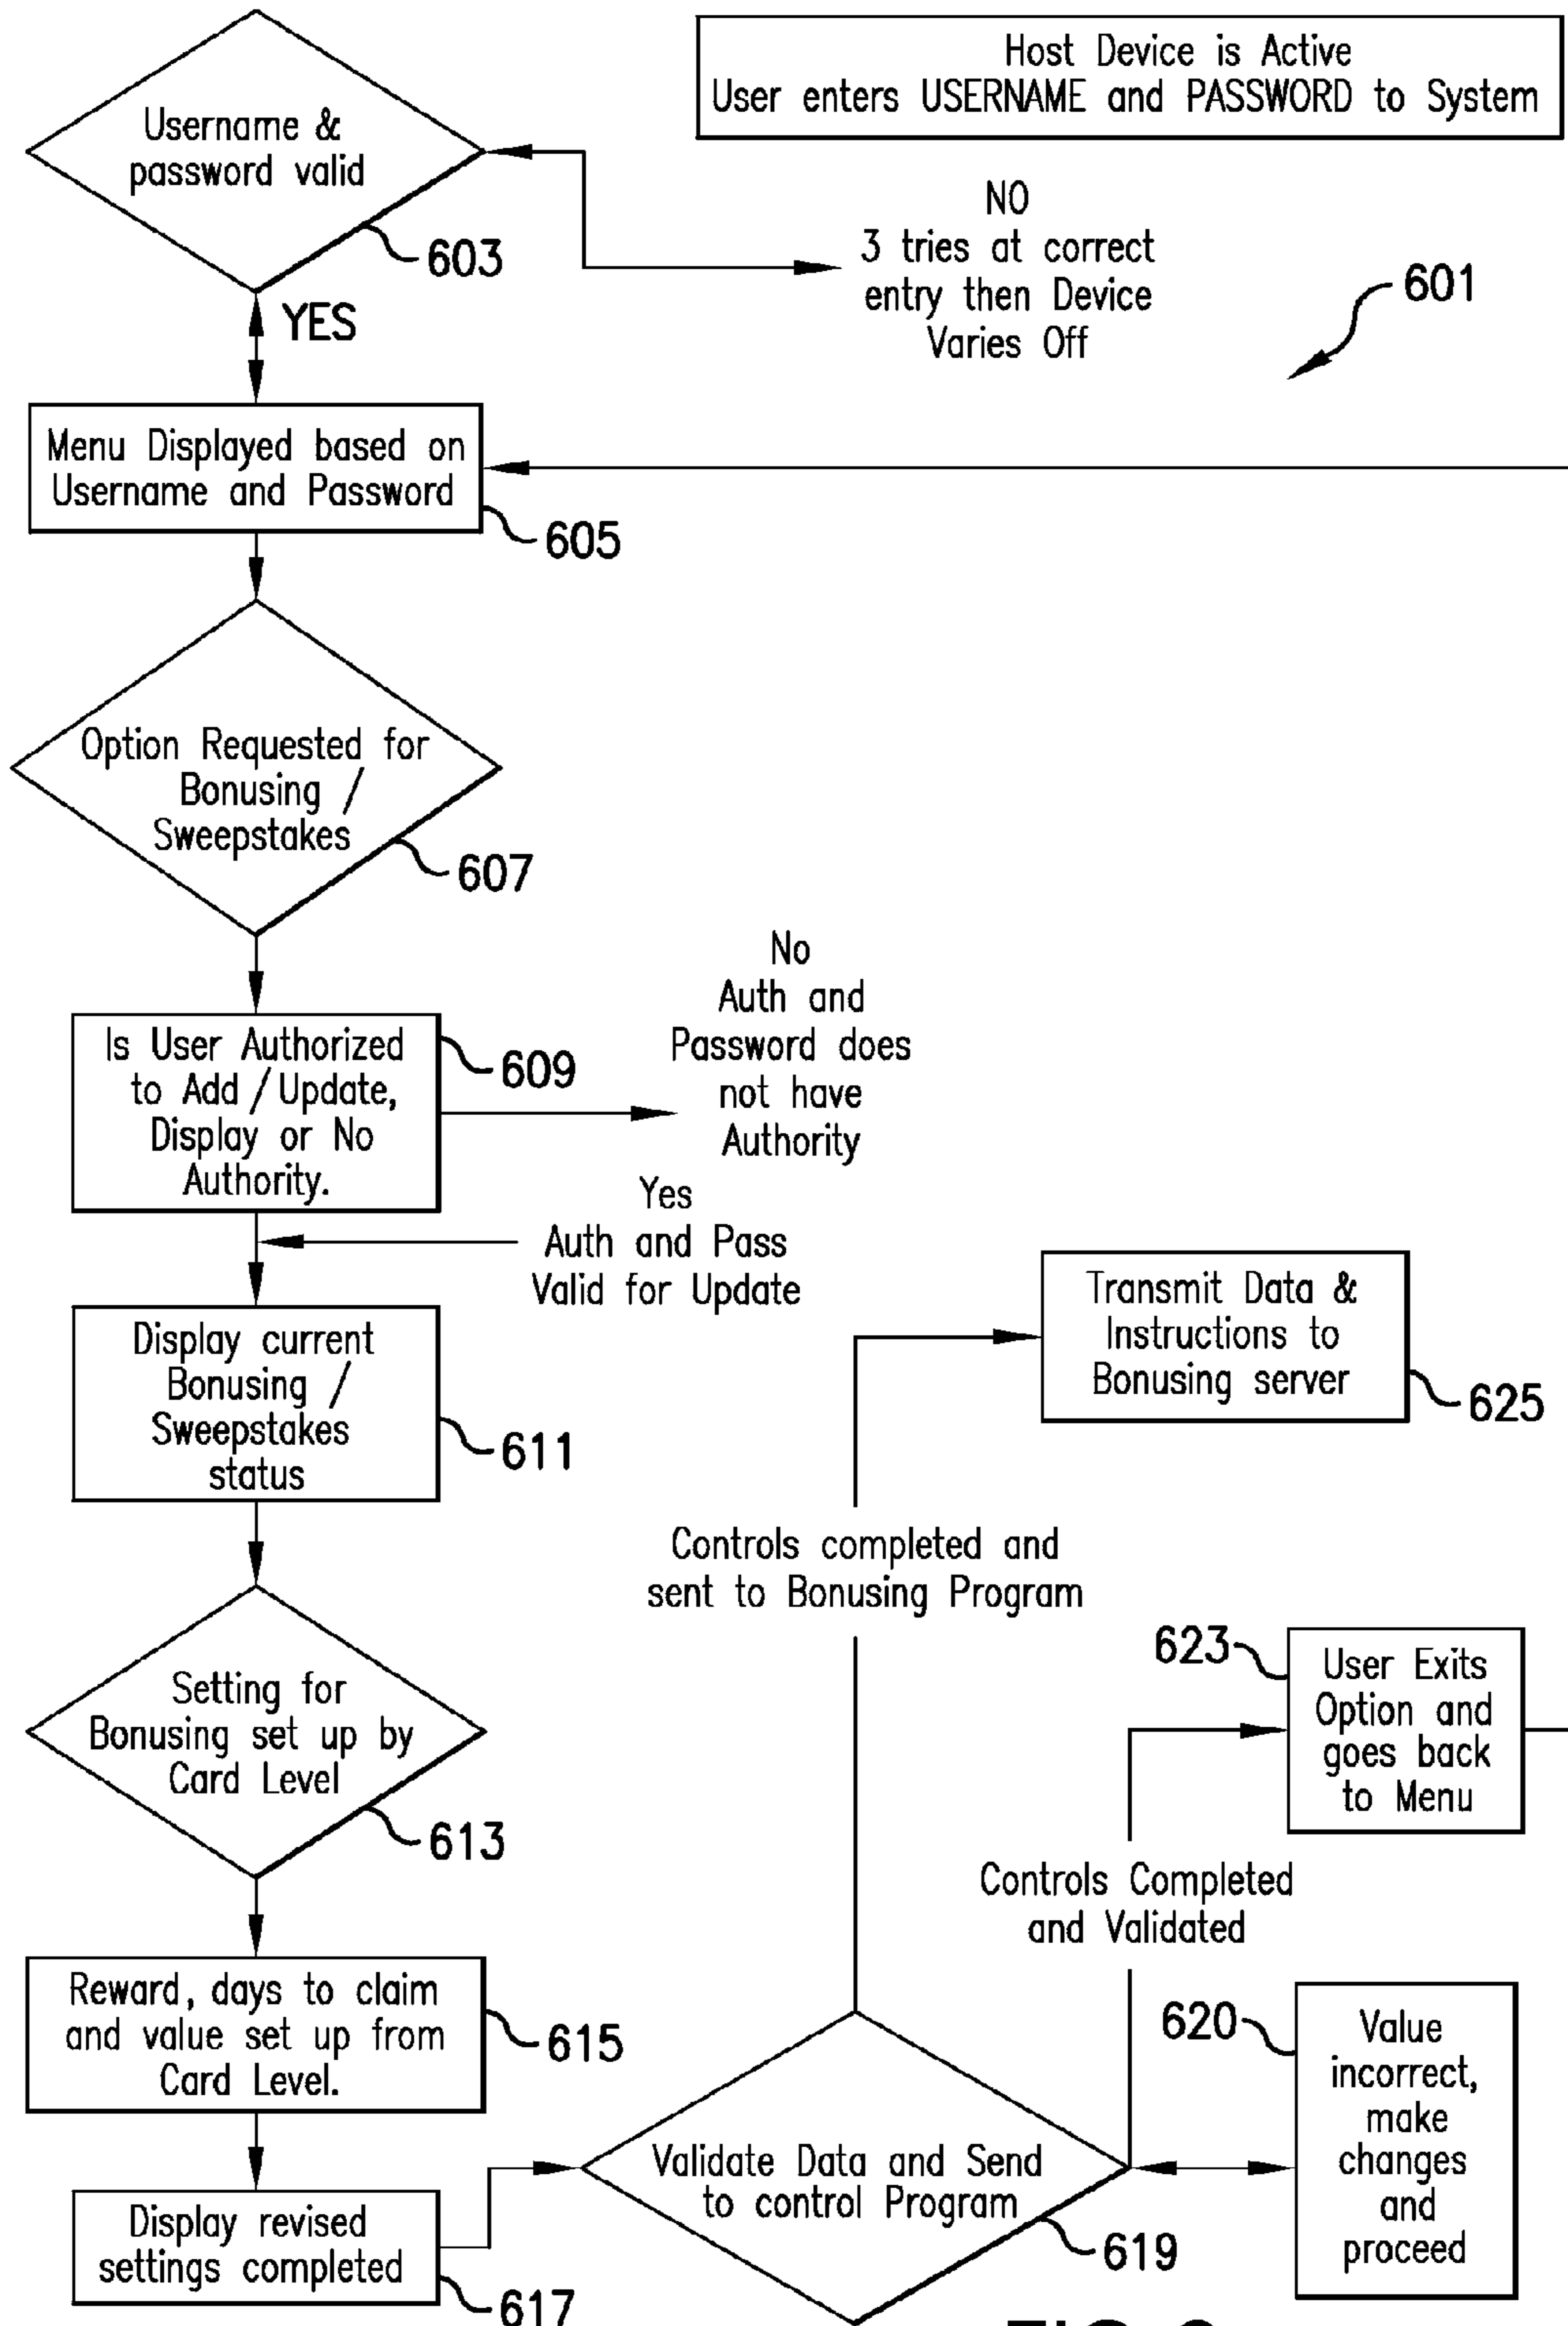 Host Device is Active
User enters USERNAME and PASSWORD to System
Username &
password valid
603
NO
3 tries at correct
entry then Device
Varies Off
601
YES
Menu Displayed based on
Username and Password
605
Option Requested for
Bonusing /
Sweepstakes
607
Is User Authorized
to Add / Update,
Display or No
Authority.
609
No
Auth and
Password does
not have
Authority
Yes
Auth and Pass
Valid for Update
Display current
Bonusing /
Sweepstakes
status
611
Transmit Data &
Instructions to
Bonusing server
625
Controls completed and
sent to Bonusing Program
Setting for
Bonusing set up by
Card Level
613
623
User Exits
Option and
goes back
to Menu
Controls Completed
and Validated
Reward, days to claim
and value set up from
Card Level.
615
620
Value
incorrect,
make
changes
and
proceed
Validate Data and Send
to control Program
619
Display revised
settings completed
617